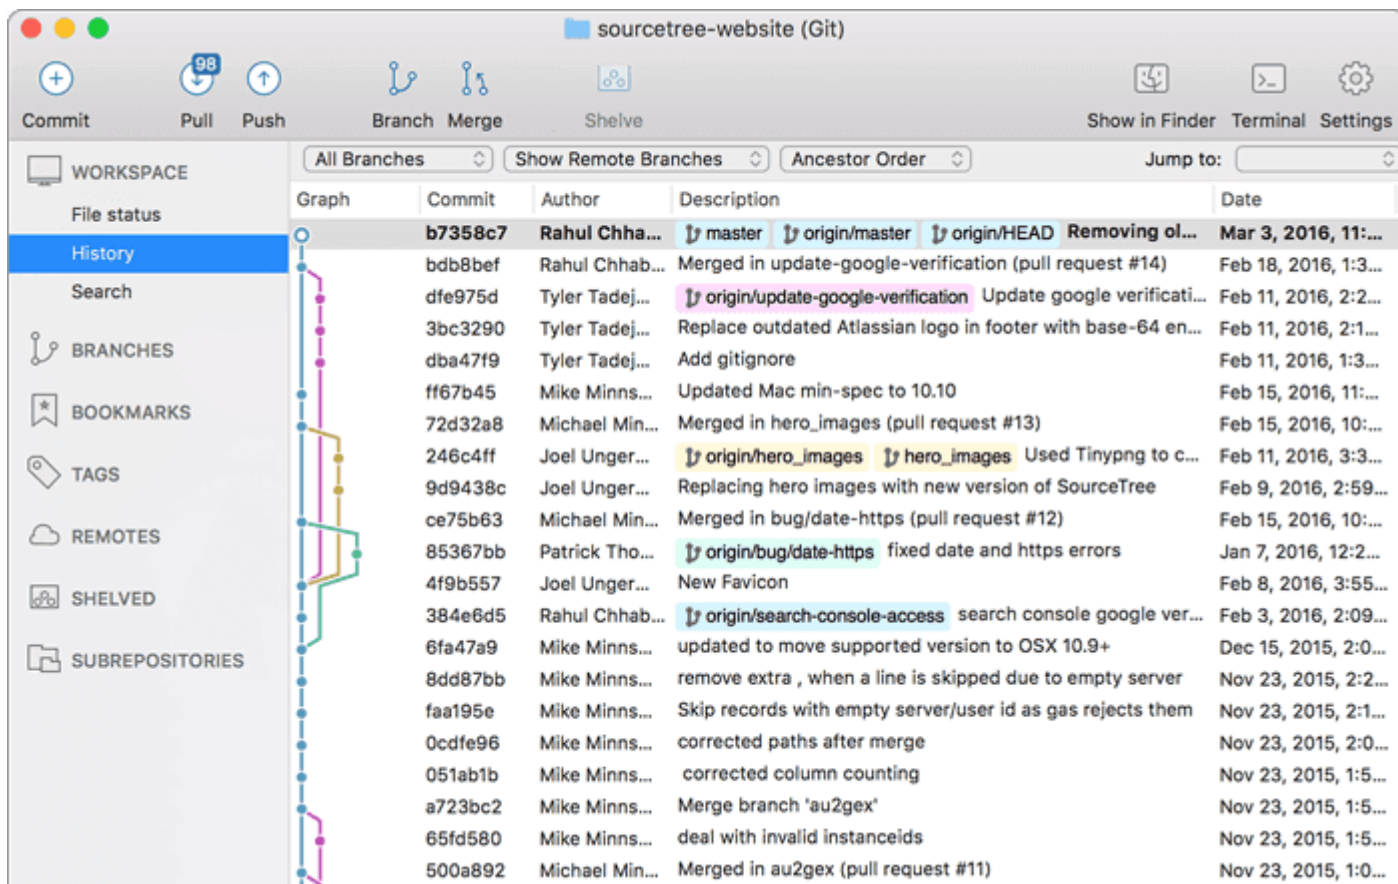 sourcetree-website (Git)
98
Commit Pull Push Branch Merge Shelve Show in Finder Terminal Settings
All Branches Show Remote Branches Ancestor Order Jump to:
WORKSPACE
File status
History
Search
BRANCHES
BOOKMARKS
TAGS
REMOTES
SHELVED
SUBREPOSITORIES
Graph Commit Author Description Date
b7358c7 Rahul Chha... master origin/master origin/HEAD Removing ol... Mar 3, 2016, 11:...
bdb8bef Rahul Chhab... Merged in update-google-verification (pull request #14) Feb 18, 2016, 1:3...
dfe975d Tyler Tadej... origin/update-google-verification Update google verificati... Feb 11, 2016, 2:2...
3bc3290 Tyler Tadej... Replace outdated Atlassian logo in footer with base-64 en... Feb 11, 2016, 2:1...
dba47f9 Tyler Tadej... Add gitignore Feb 11, 2016, 1:3...
ff67b45 Mike Minns... Updated Mac min-spec to 10.10 Feb 15, 2016, 11:...
72d32a8 Michael Min... Merged in hero_images (pull request #13) Feb 15, 2016, 10:...
246c4ff Joel Unger... origin/hero_images hero_images Used Tinypng to c... Feb 11, 2016, 3:3...
9d9438c Joel Unger... Replacing hero images with new version of SourceTree Feb 9, 2016, 2:59...
ce75b63 Michael Min... Merged in bug/date-https (pull request #12) Feb 15, 2016, 10:...
85367bb Patrick Tho... origin/bug/date-https fixed date and https errors Jan 7, 2016, 12:2...
4f9b557 Joel Unger... New Favicon Feb 8, 2016, 3:55...
384e6d5 Rahul Chhab... origin/search-console-access search console google ver... Feb 3, 2016, 2:09...
6fa47a9 Mike Minns... updated to move supported version to OSX 10.9+ Dec 15, 2015, 2:0...
8dd87bb Mike Minns... remove extra , when a line is skipped due to empty server Nov 23, 2015, 2:2...
faa195e Mike Minns... Skip records with empty server/user id as gas rejects them Nov 23, 2015, 2:1...
0cdfe96 Mike Minns... corrected paths after merge Nov 23, 2015, 2:0...
051ab1b Mike Minns... corrected column counting Nov 23, 2015, 1:5...
a723bc2 Mike Minns... Merge branch 'au2gex' Nov 23, 2015, 1:5...
65fd580 Mike Minns... deal with invalid instanceids Nov 23, 2015, 1:5...
500a892 Michael Min... Merged in au2gex (pull request #11) Nov 23, 2015, 1:0...